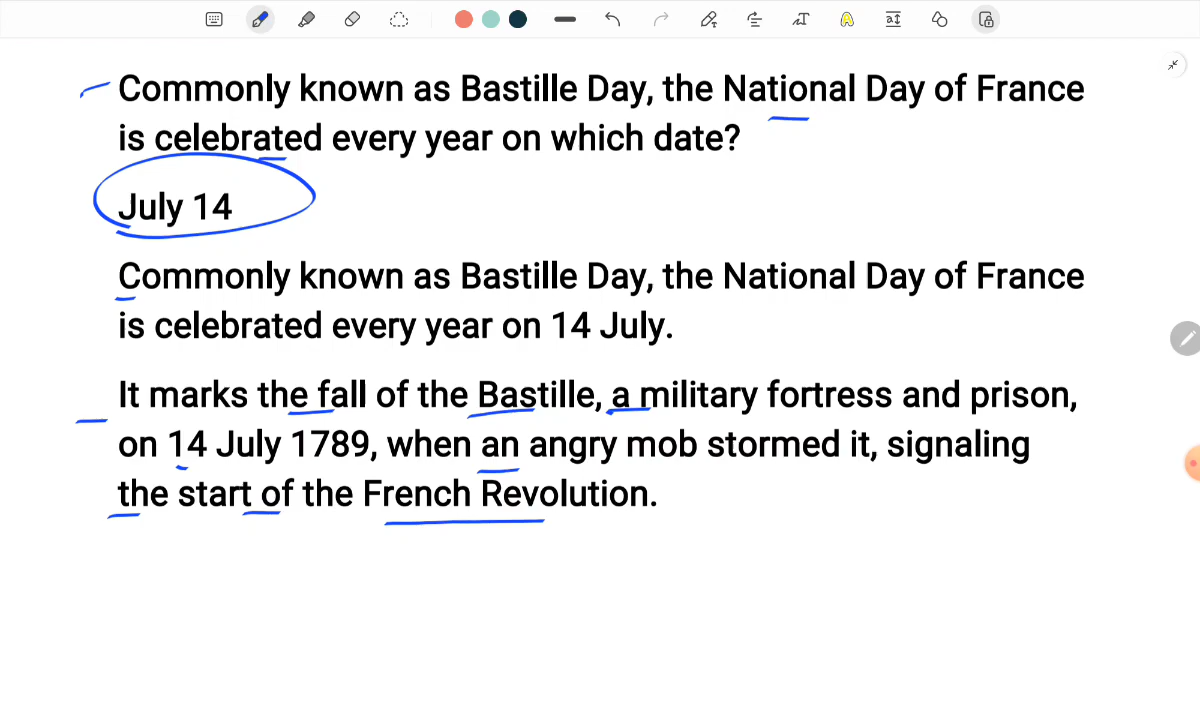 Commonly known as Bastille Day, the National Day of France
is celebrated every year on which date?
July 14
Commonly known as Bastille Day, the National Day of France
is celebrated every year on 14 July.
It marks the fall of the Bastille, a military fortress and prison,
on 14 July 1789, when an angry mob stormed it, signaling
the start of the French Revolution.